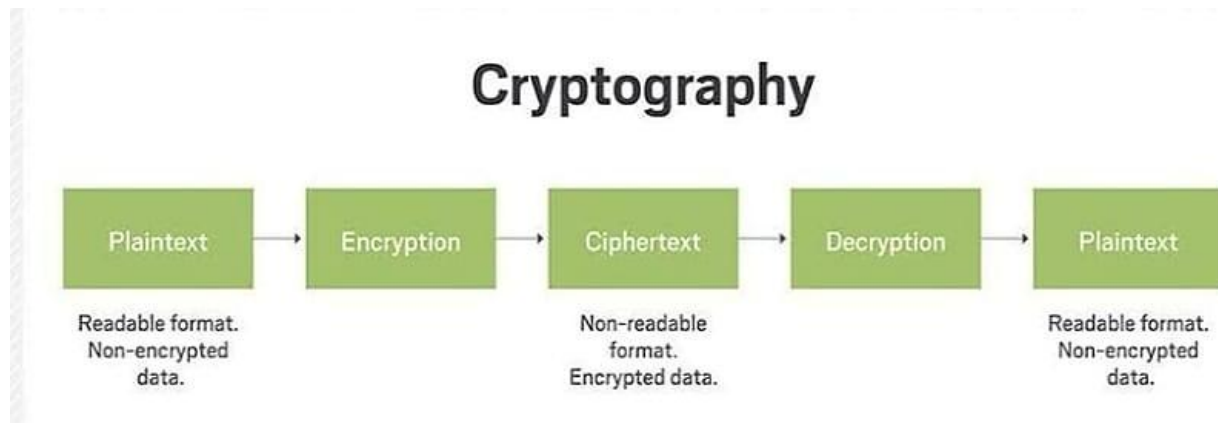 Cryptography
Plaintext
Encryption
Ciphertext
Decryption
Plaintext
Readable format.
Non-encrypted
data.
Non-readable
format.
Encrypted data.
Readable format.
Non-encrypted
data.